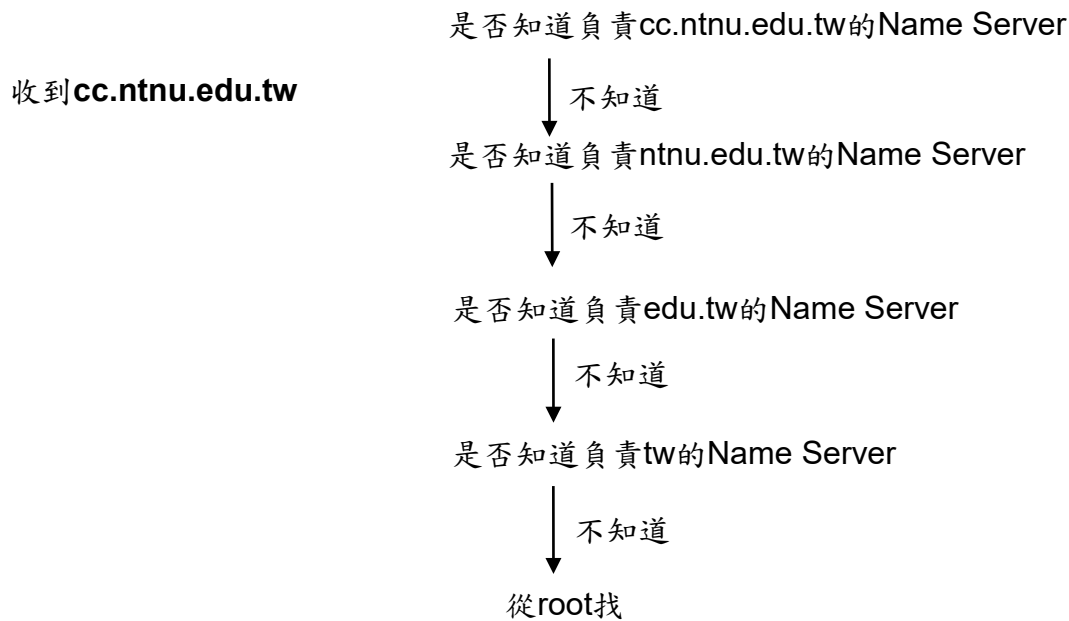 是否知道負責cc.ntnu.edu.tw的Name Server
收到cc.ntnu.edu.tw
不知道
是否知道負責ntnu.edu.tw的Name Server
不知道
是否知道負責edu.tw的Name Server
不知道
是否知道負責tw的Name Server
不知道
從root找